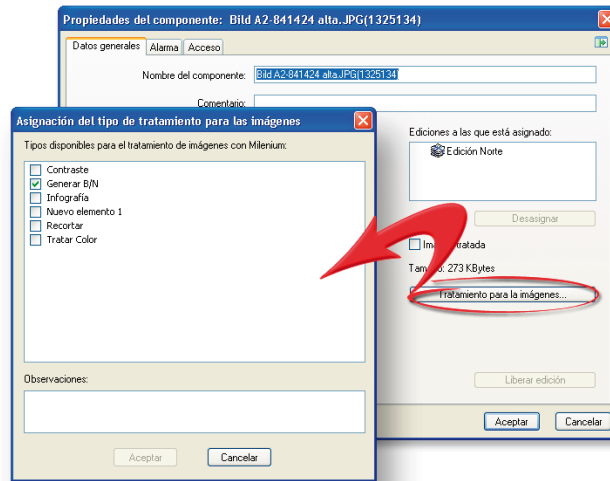 Propiedades del componente: Bild A2-841424 alta.JPG(1325134)
Datos generales
Alarma
Acceso
Nombre del componente:
Bild A2-841424 alta.JPG(1325134)
Comentario:
Asignación del tipo de tratamiento para las imágenes
Tipos disponibles para el tratamiento de imágenes con Milenium:
Contraste
Generar B/N
Infografía
Nuevo elemento 1
Recortar
Tratar Color
Observaciones:
Aceptar
Cancelar
Ediciones a las que está asignado:
Edición Norte
Desasignar
tratada
273 KBytes
Tratamiento para la imágenes...
Liberar edición
Aceptar
Cancelar